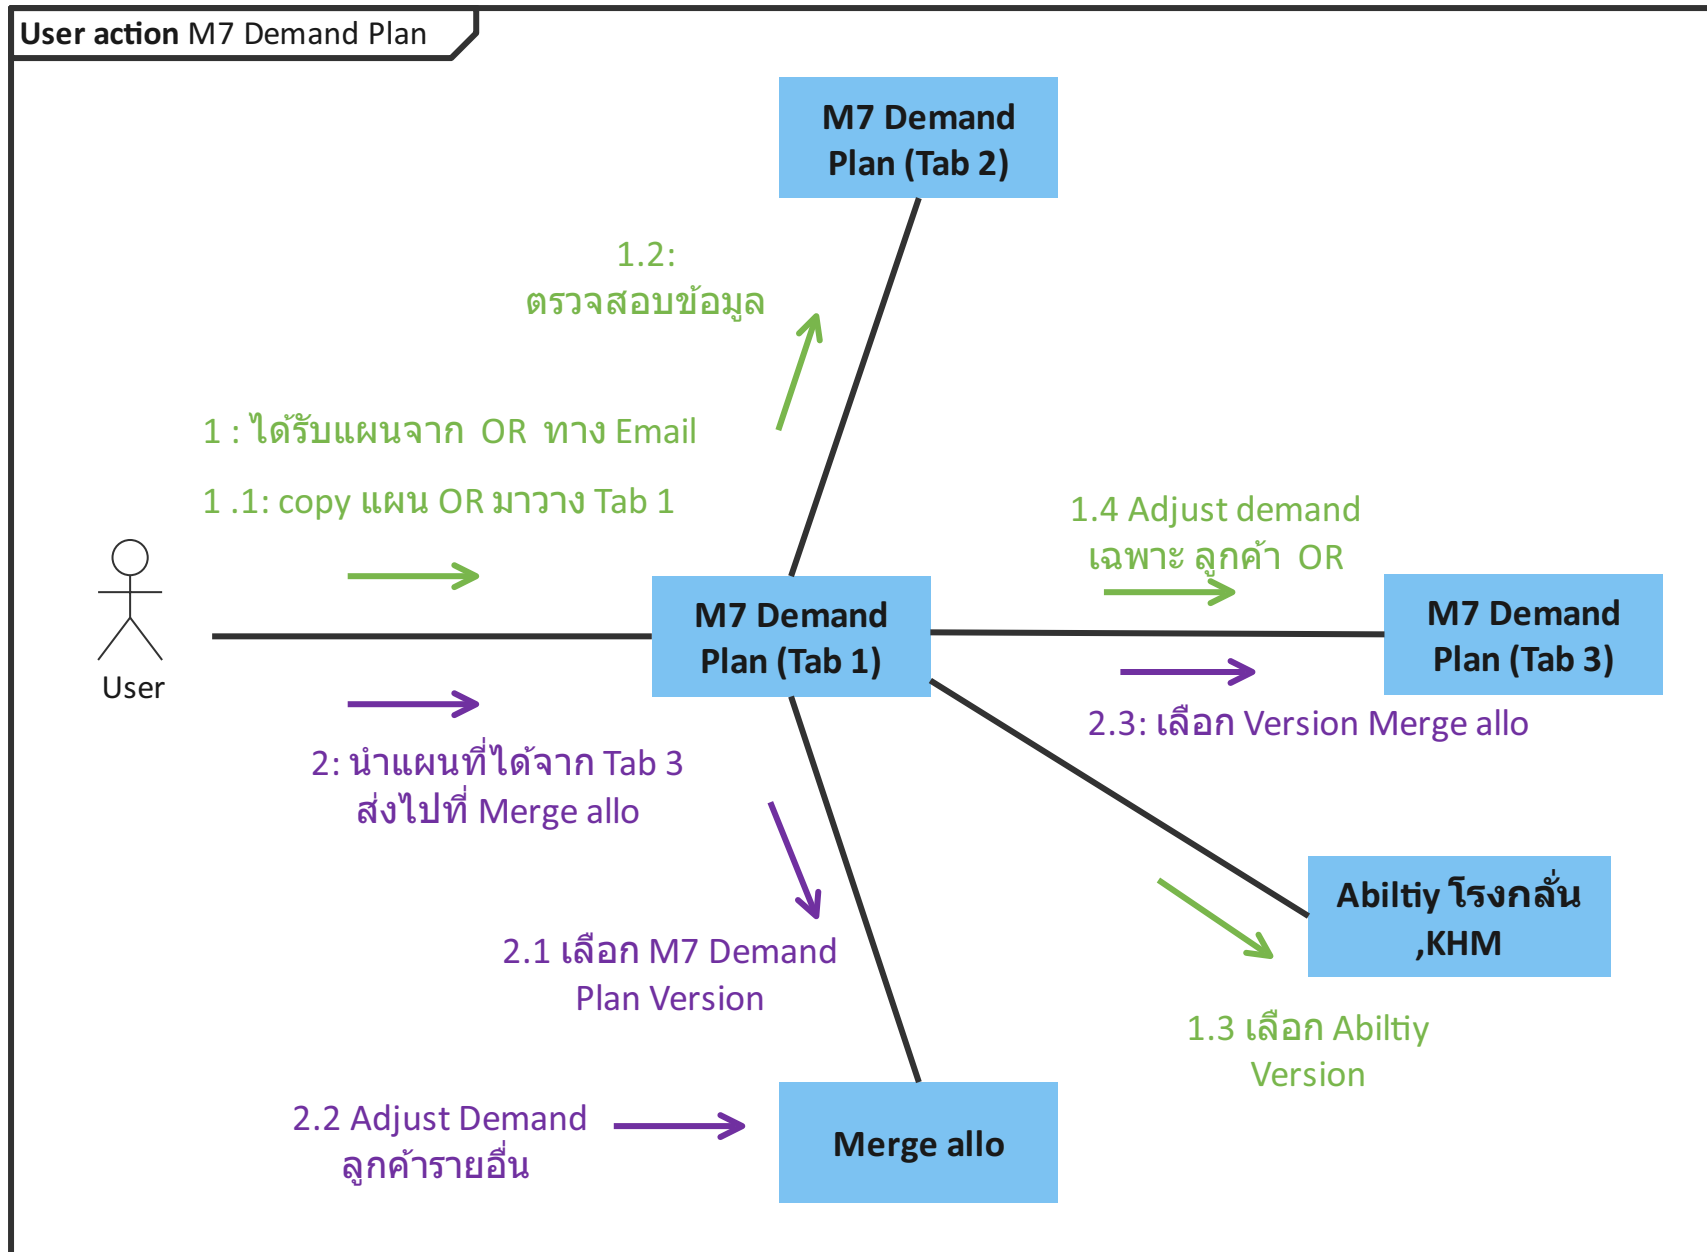 User action M7 Demand Plan
M7 Demand
Plan (Tab 2)
1.2:
ตรวจสอบข้อมูล
1 : ได้รับแผนจาก OR ทาง Email
1 .1: copy แผน OR มาวาง Tab 1
1.4 Adjust demand
เฉพาะ ลูกค้า OR
User
M7 Demand
Plan (Tab 1)
M7 Demand
Plan (Tab 3)
2.3: เลือก Version Merge allo
2: นำแผนที่ได้จาก Tab 3
ส่งไปที่ Merge allo
Abiltiy โรงกลั่น
,KHM
2.1 เลือก M7 Demand
Plan Version
1.3 เลือก Abiltiy
Version
2.2 Adjust Demand
ลูกค้ารายอื่น
Merge allo